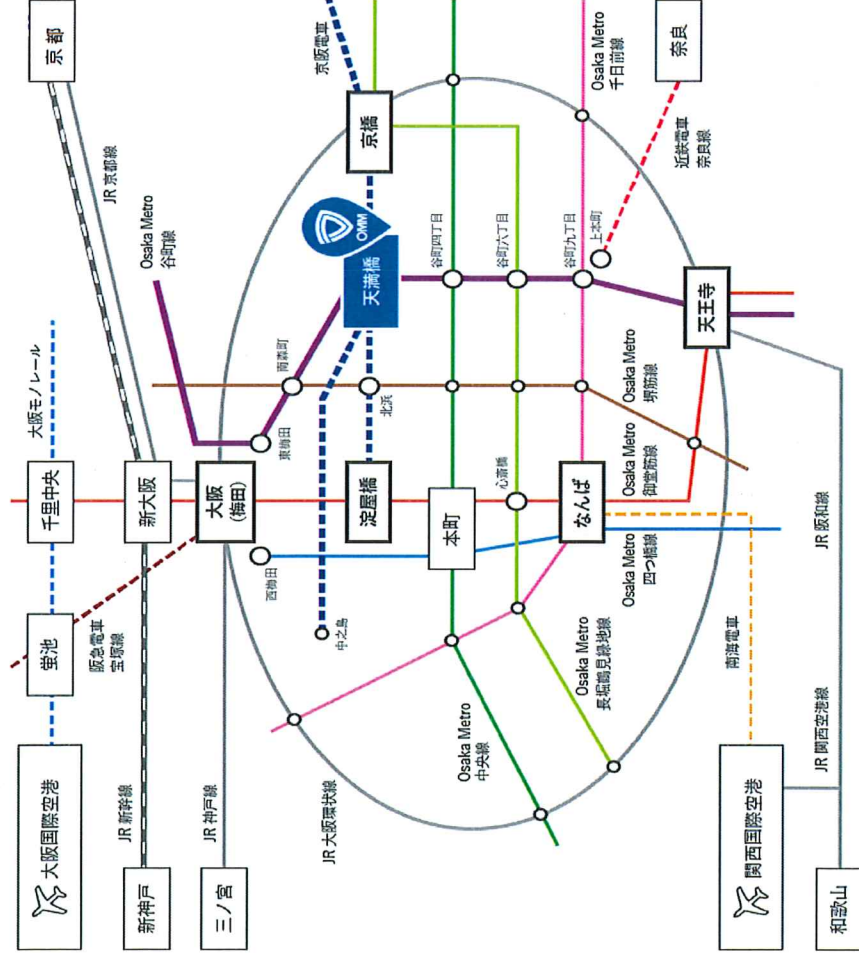 京都
JR 京都線
Osaka Metro
谷町線
大阪モノレール
千里中央
新大阪
大阪
(梅田)
蛍池
阪急電車
宝塚線
大阪国際空港
JR 新幹線
新神戸
JR 神戸線
三ノ宮
京阪電車
京橋
OMM
天満橋
南森町
東梅田
北浜
淀屋橋
西梅田
中之島
JR 大阪環状線
Osaka Metro
中央線
谷町四丁目
谷町六丁目
谷町九丁目
上本町
Osaka Metro
千日前線
奈良
近鉄電車
奈良線
本町
心斎橋
なんば
Osaka Metro
堺筋線
Osaka Metro
御堂筋線
Osaka Metro
四つ橋線
Osaka Metro
長堀鶴見緑地線
天王寺
南海電車
JR 阪和線
JR 関西空港線
関西国際空港
和歌山